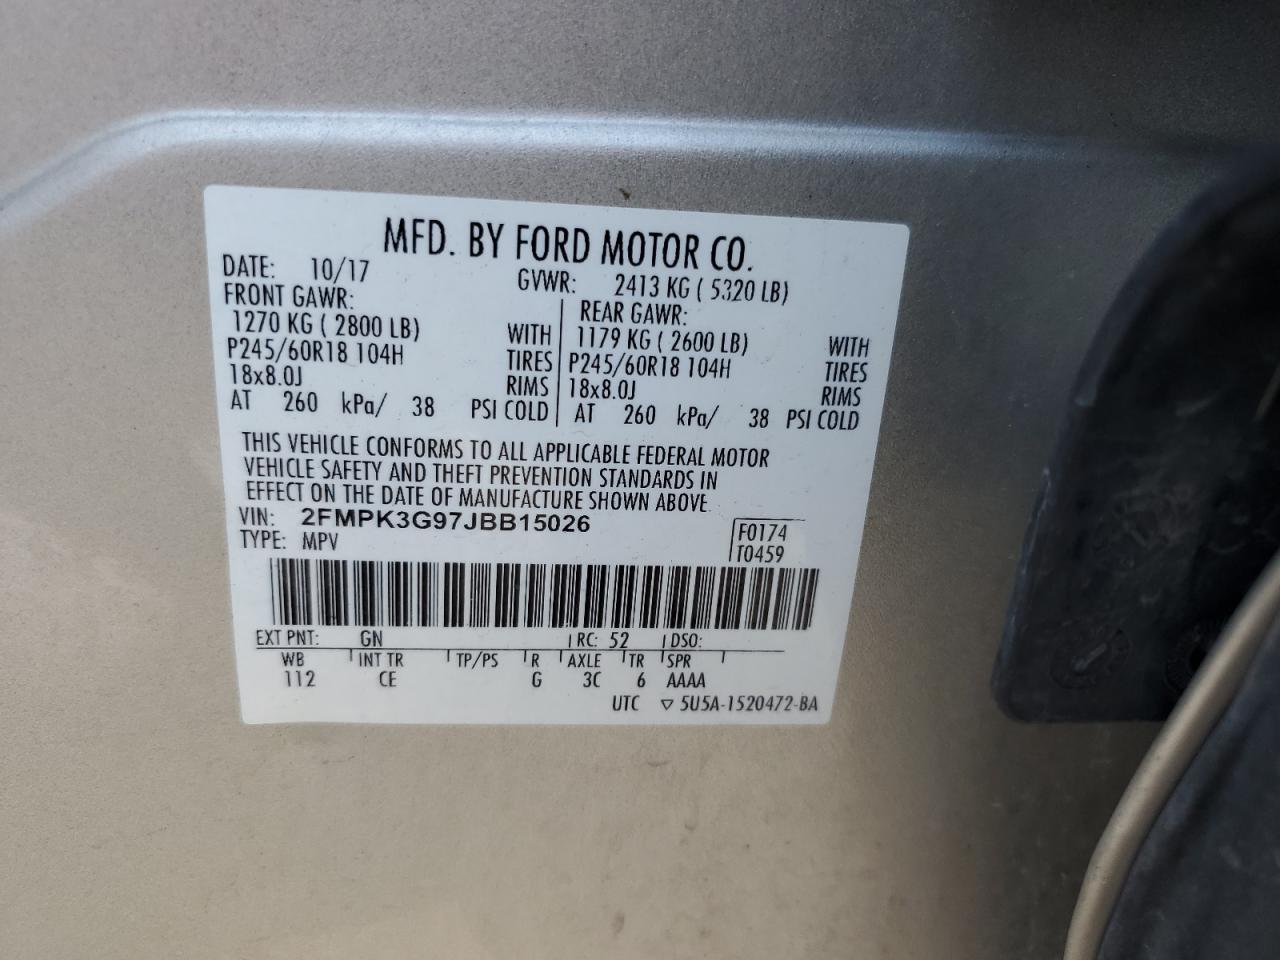 MFD. BY FORD MOTOR CO.
DATE: 10/17 GVWR: 2413 KG ( 5320 LB)
FRONT GAWR: REAR GAWR:
1270 KG ( 2800 LB) WITH 1179 KG ( 2600 LB) WITH
P245/60R18 104H TIRES P245/60R18 104H TIRES
18x8.0J RIMS 18x8.0J RIMS
AT 260 kPa/ 38 PSI COLD AT 260 kPa/ 38 PSI COLD
THIS VEHICLE CONFORMS TO ALL APPLICABLE FEDERAL MOTOR
VEHICLE SAFETY AND THEFT PREVENTION STANDARDS IN
EFFECT ON THE DATE OF MANUFACTURE SHOWN ABOVE.
VIN: 2FMPK3G97JBB15026 F0174
TYPE: MPV T0459
EXT PNT: GN RC: 52 DSO:
WB INT TR TP/PS R AXLE TR SPR
112 CE G 3C 6 AAAA
UTC ▽ 5U5A-1520472-BA